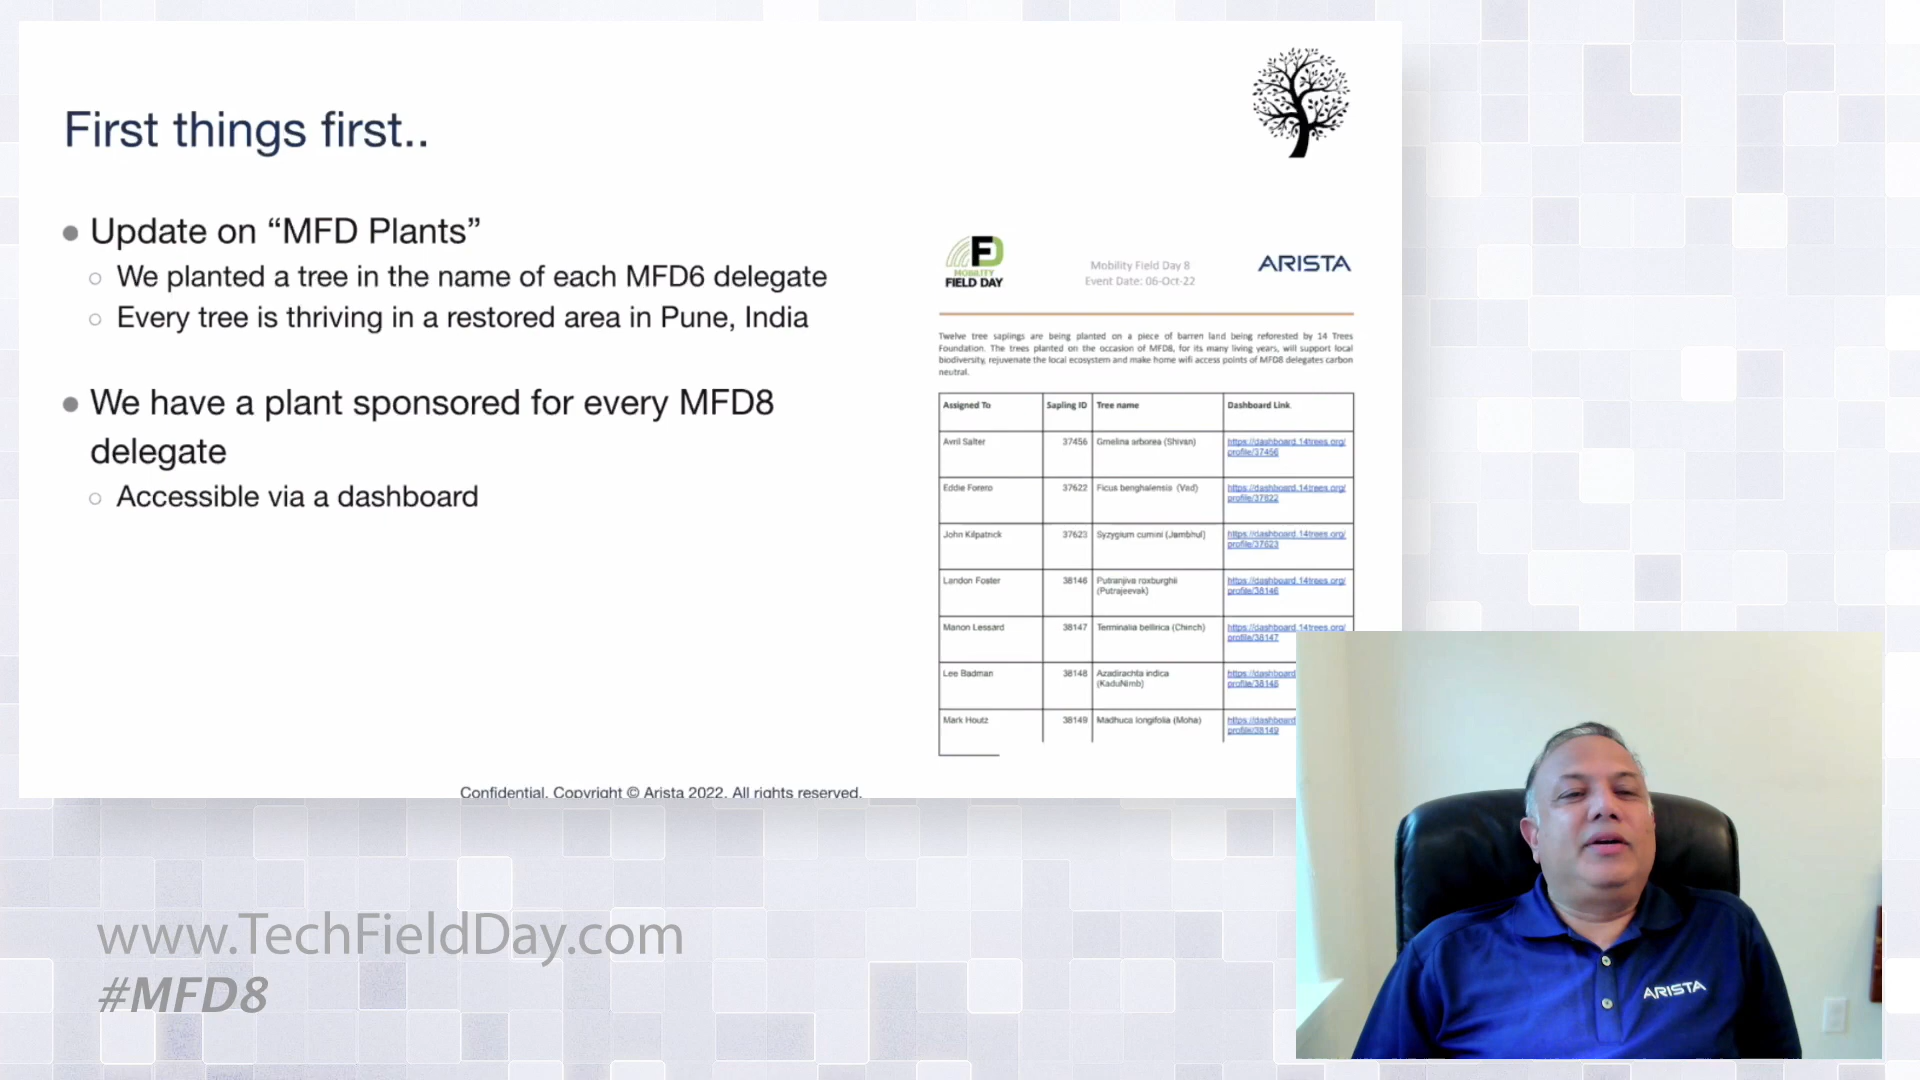 First things first..
Update on “MFD Plants”
We planted a tree in the name of each MFD6 delegate
Every tree is thriving in a restored area in Pune, India
We have a plant sponsored for every MFD8
delegate
Accessible via a dashboard
FD
MOBILITY
FIELD DAY
Mobility Field Day 8
Event Date: 06-Oct-22
ARISTA
Twelve tree saplings are being planted on a piece of barren land being reforested by 14 Trees
Foundation. The trees planted on the occasion of MFD8, for its many living years, will support local
biodiversity, rejuvenate the local ecosystem and make home wifi access points of MFD8 delegates carbon
neutral.
Assigned To Sapling ID Tree name Dashboard Link
Avril Salter 37456 Gmelina arborea (Shivan) https://dashboard.14trees.org/
profile/37456
Eddie Forero 37622 Ficus benghalensis (Vad) https://dashboard.14trees.org/
profile/37622
John Kilpatrick 37623 Syzygium cumini (Jambhul) https://dashboard.14trees.org/
profile/37623
Landon Foster 38146 Putranjiva roxburghii https://dashboard.14trees.org/
(Putrajeevak) profile/38146
Manon Lessard 38147 Terminalia bellirica (Chinch) https://dashboard.14trees.org/
profile/38147
Lee Badman 38148 Azadirachta indica https://dashboard
(KaduNimb) profile/38148
Mark Houtz 38149 Madhuca longifolia (Moha) https://dashboard
profile/38149
Confidential. Copyright © Arista 2022. All rights reserved.
www.TechFieldDay.com
#MFD8
ARISTA